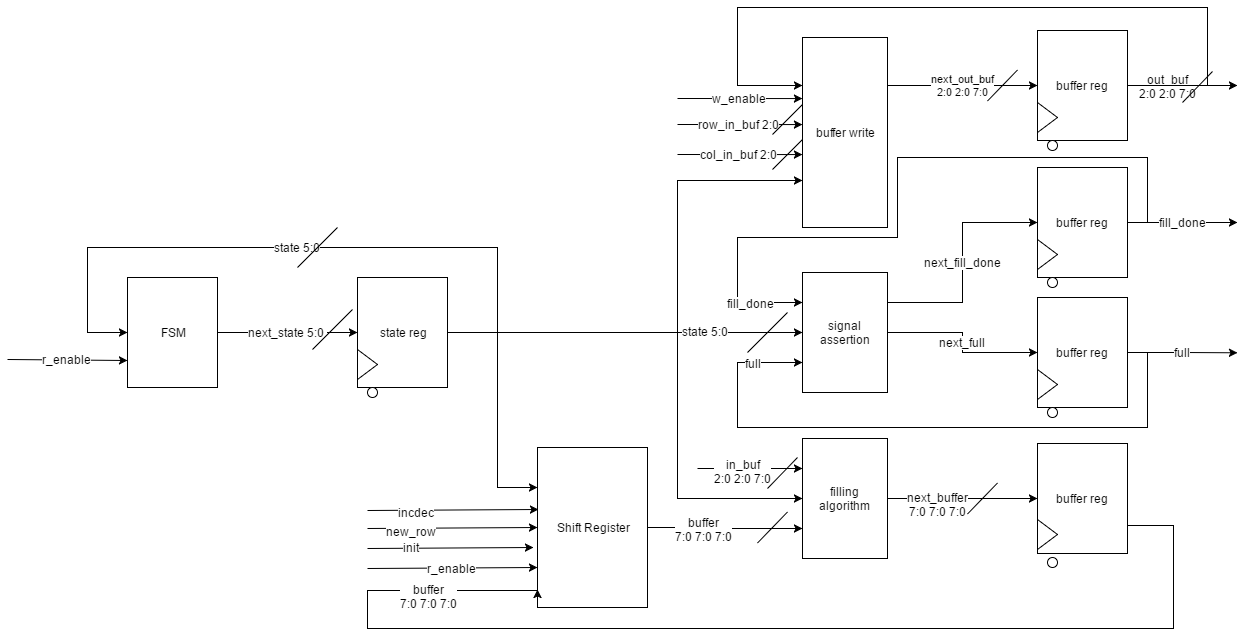 next_out_buf
2:0 2:0 7:0
buffer reg
out_buf
2:0 2:0 7:0
w_enable
row_in_buf 2:0
col_in_buf 2:0
buffer write
buffer reg
fill_done
next_fill_done
state 5:0
FSM
next_state 5:0
state reg
r_enable
fill_done
state 5:0
full
signal
assertion
next_full
buffer reg
full
in_buf
2:0 2:0 7:0
filling
algorithm
next_buffer
7:0 7:0 7:0
buffer reg
incdec
new_row
init
r_enable
buffer
7:0 7:0 7:0
Shift Register
buffer
7:0 7:0 7:0